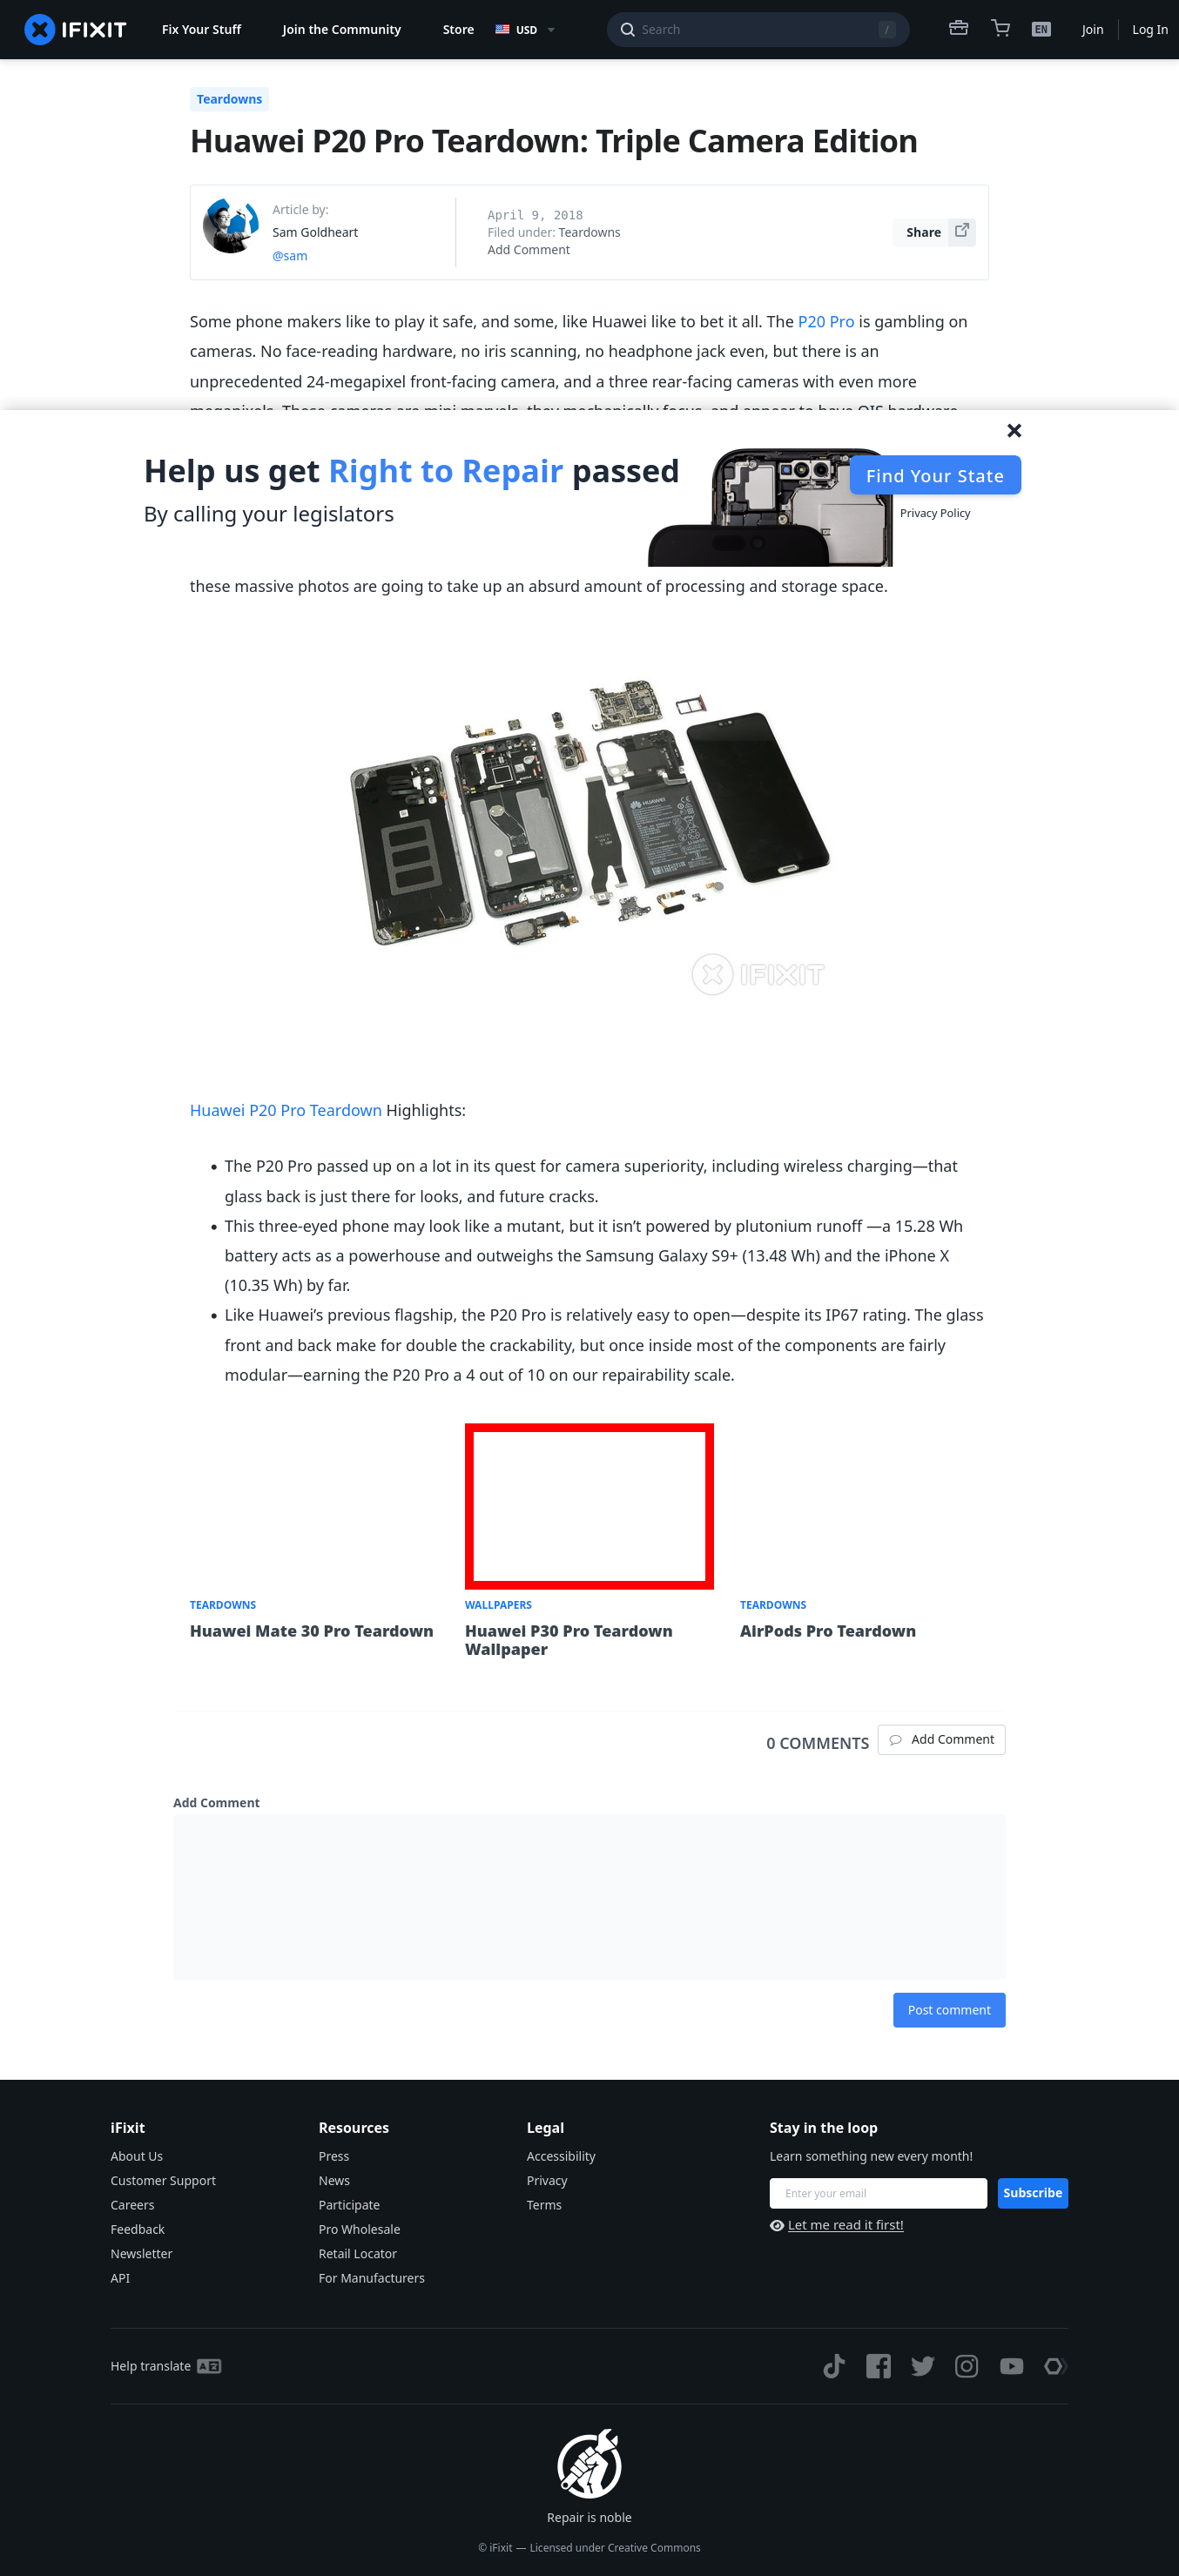 IFIXIT
Fix Your Stuff
Join the Community
Store
USD
Search
/
EN
Join
Log In
Teardowns
Huawei P20 Pro Teardown: Triple Camera Edition
Article by:
Sam Goldheart
@sam
April 9, 2018
Filed under: Teardowns
Add Comment
Share
Some phone makers like to play it safe, and some, like Huawei like to bet it all. The P20 Pro is gambling on
cameras. No face-reading hardware, no iris scanning, no headphone jack even, but there is an
unprecedented 24-megapixel front-facing camera, and a three rear-facing cameras with even more
megapixels. These cameras are mini marvels, they mechanically focus, and appear to have OIS hardware
Help us get Right to Repair passed
By calling your legislators
Find Your State
Privacy Policy
these massive photos are going to take up an absurd amount of processing and storage space.
HUAWEI
IFIXIT
Huawei P20 Pro Teardown Highlights:
• The P20 Pro passed up on a lot in its quest for camera superiority, including wireless charging—that
glass back is just there for looks, and future cracks.
• This three-eyed phone may look like a mutant, but it isn’t powered by plutonium runoff —a 15.28 Wh
battery acts as a powerhouse and outweighs the Samsung Galaxy S9+ (13.48 Wh) and the iPhone X
(10.35 Wh) by far.
• Like Huawei’s previous flagship, the P20 Pro is relatively easy to open—despite its IP67 rating. The glass
front and back make for double the crackability, but once inside most of the components are fairly
modular—earning the P20 Pro a 4 out of 10 on our repairability scale.
TEARDOWNS
Huawei Mate 30 Pro Teardown
WALLPAPERS
Huawei P30 Pro Teardown
Wallpaper
TEARDOWNS
AirPods Pro Teardown
0 COMMENTS
Add Comment
Add Comment
Post comment
iFixit
About Us
Customer Support
Careers
Feedback
Newsletter
API
Resources
Press
News
Participate
Pro Wholesale
Retail Locator
For Manufacturers
Legal
Accessibility
Privacy
Terms
Stay in the loop
Learn something new every month!
Enter your email
Subscribe
Let me read it first!
Help translate
Repair is noble
© iFixit — Licensed under Creative Commons